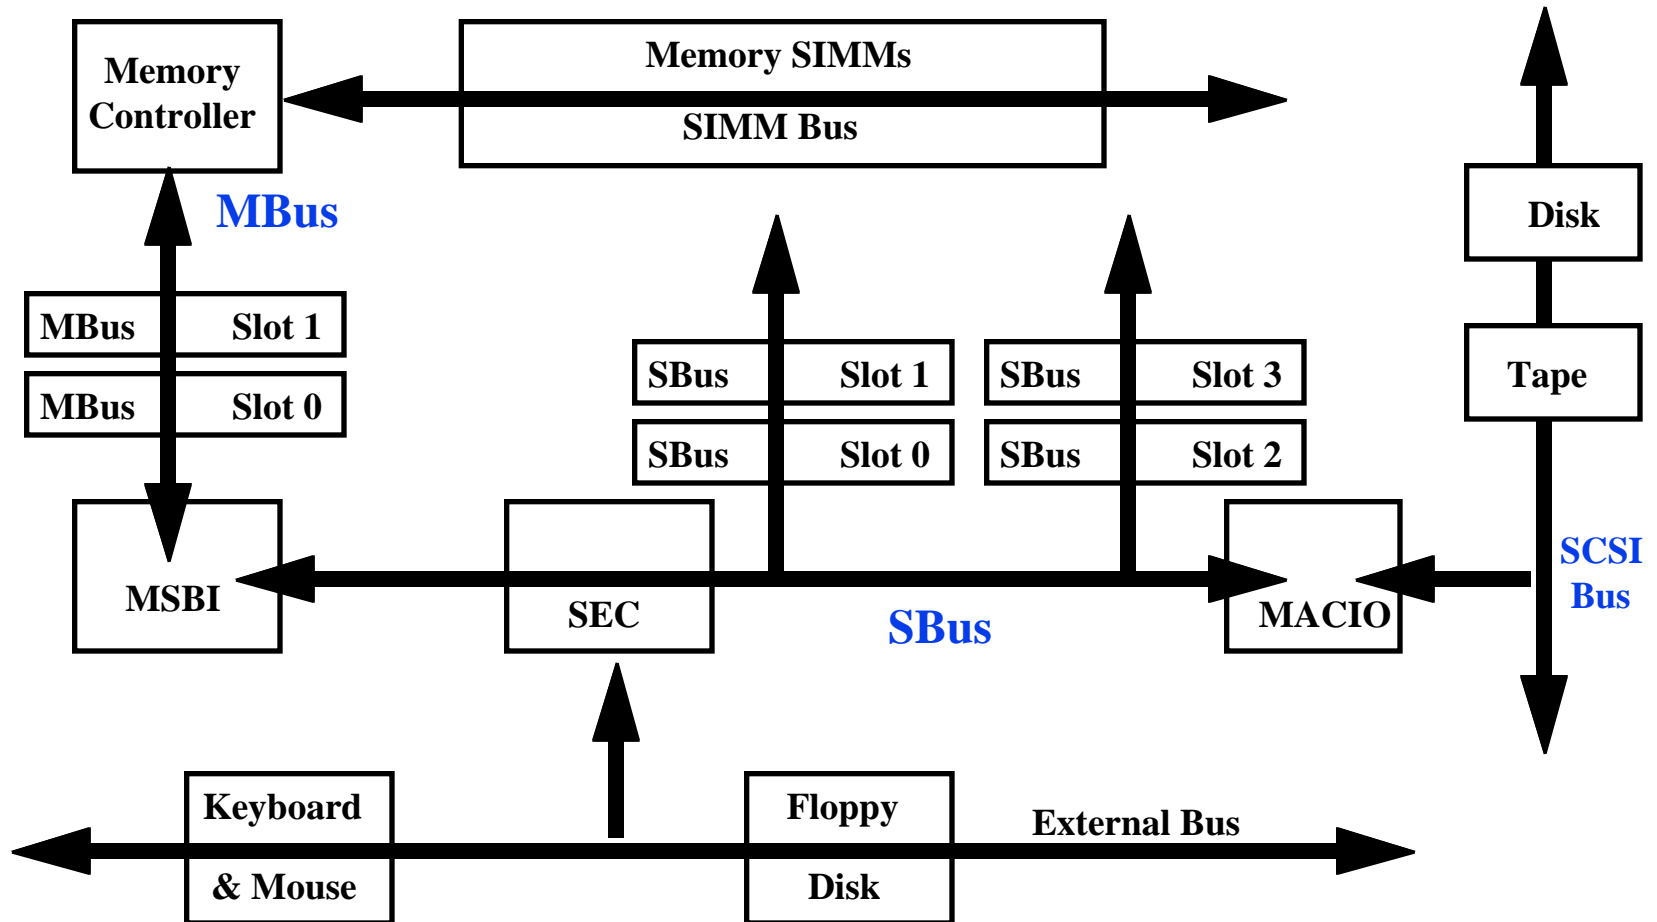 Memory
Controller
Memory SIMMs
SIMM Bus
MBus
Disk
MBus Slot 1
MBus Slot 0
SBus Slot 1
SBus Slot 0
SBus Slot 3
SBus Slot 2
Tape
MSBI
SEC
SBus
MACIO
SCSI
Bus
Keyboard
& Mouse
Floppy
Disk
External Bus